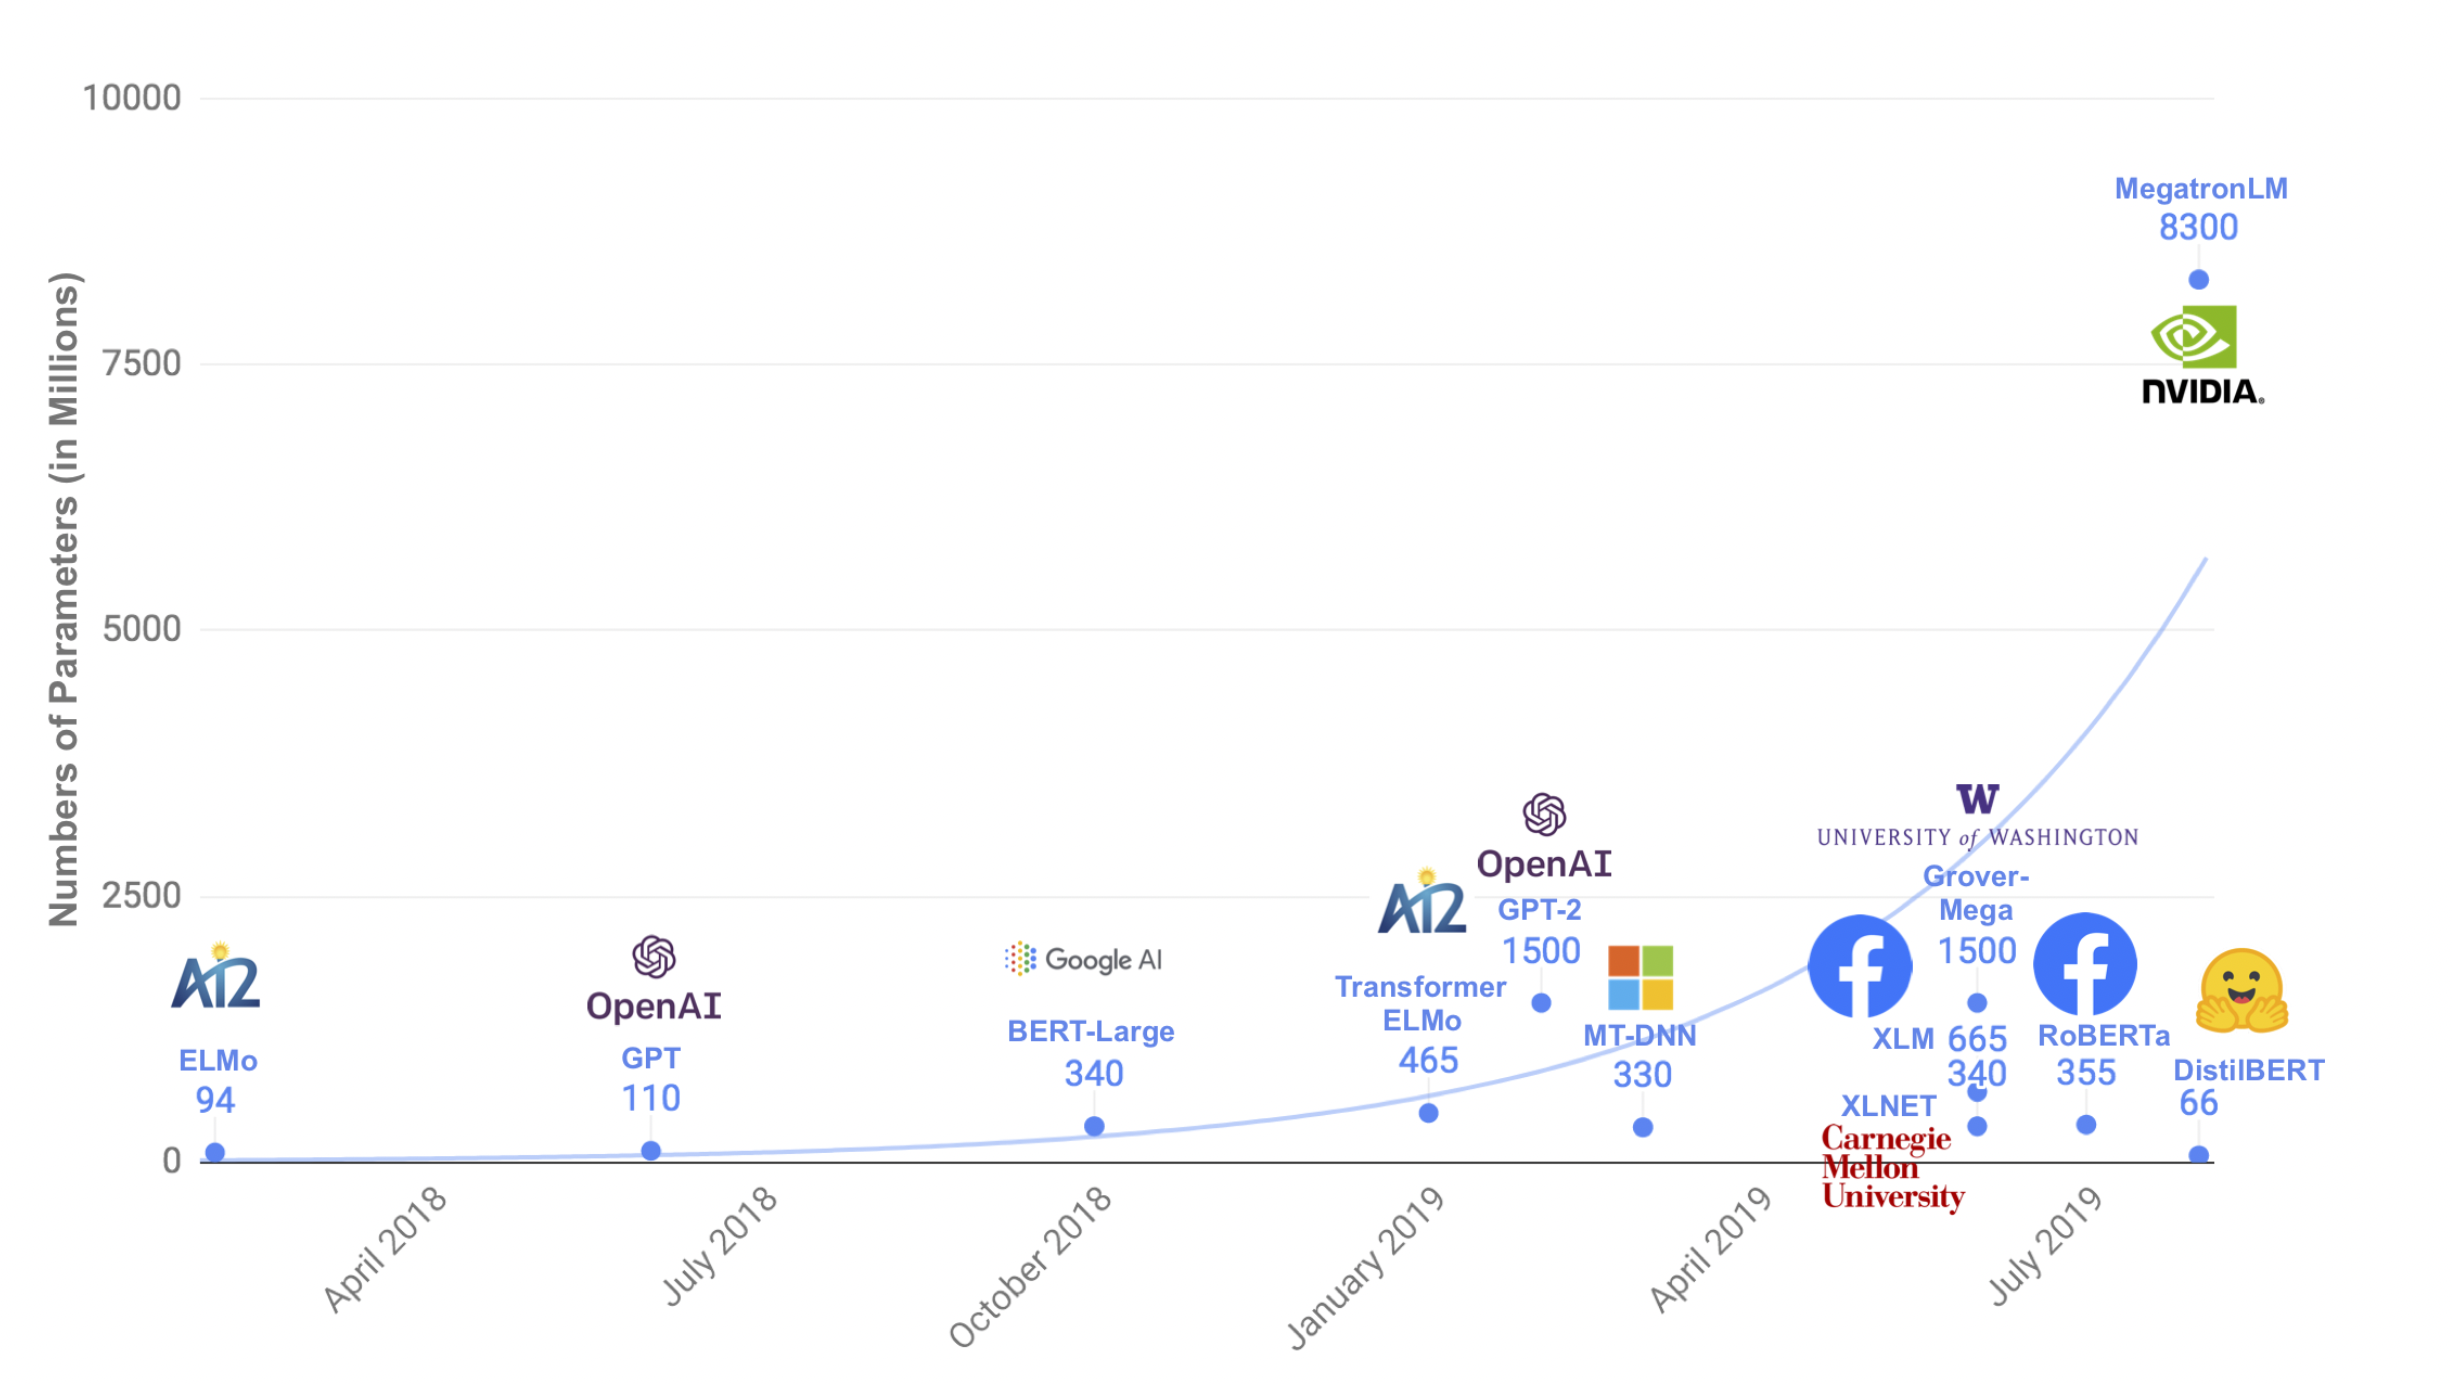 10000
7500
5000
2500
0
Numbers of Parameters (in Millions)
AI2
ELMo
94
OpenAI
GPT
110
Google AI
BERT-Large
340
AI2
Transformer
ELMo
465
OpenAI
GPT-2
1500
MT-DNN
330
UNIVERSITY of WASHINGTON
W
Grover-
Mega
1500
XLM 665
340
XLNET
Carnegie
Mellon
University
RoBERTa
355
MegatronLM
8300
NVIDIA
DistilBERT
66
April 2018
July 2018
October 2018
January 2019
April 2019
July 2019